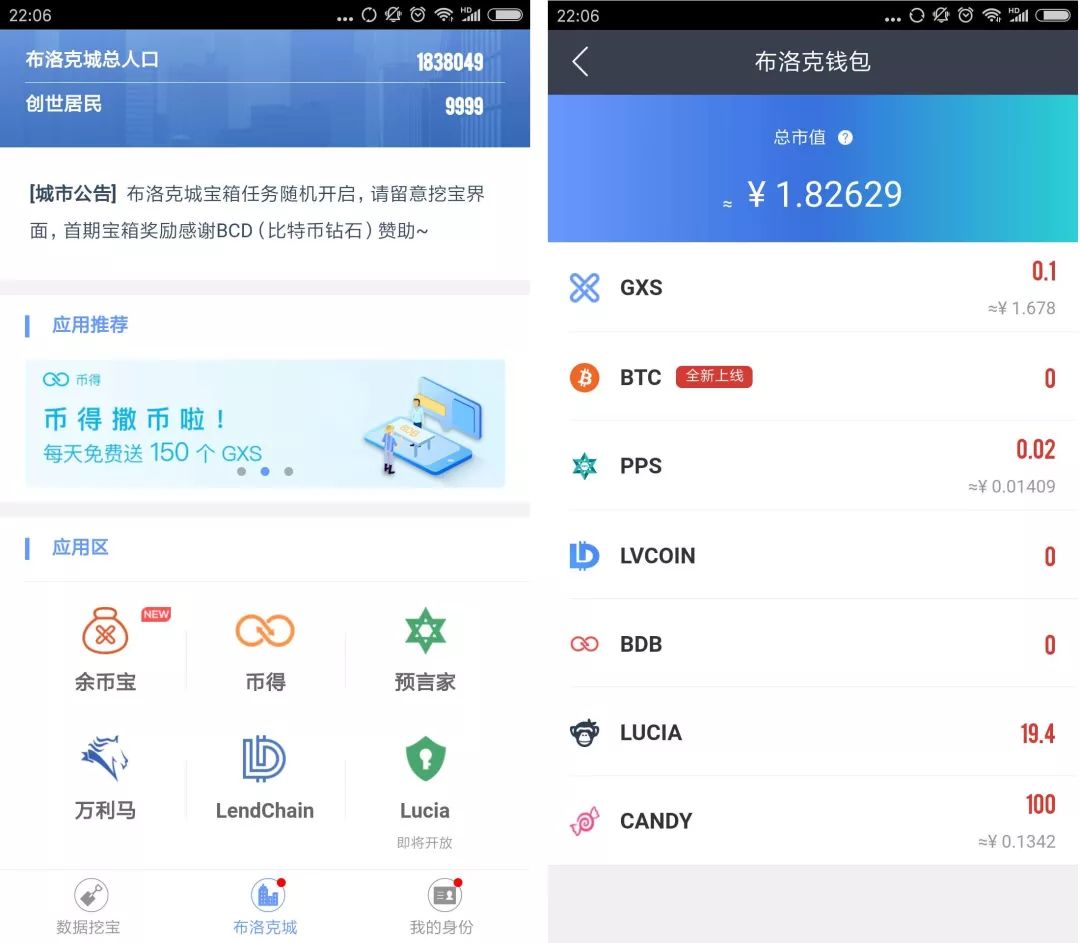 22:06
HD
布洛克城总人口 1838049
创世居民 9999
[城市公告] 布洛克城宝箱任务随机开启，请留意挖宝界
面，首期宝箱奖励感谢BCD（比特币钻石）赞助~
应用推荐
币得
币得撒币啦！
每天免费送 150 个 GXS
BDB
应用区
NEW
余币宝 币得 预言家
万利马 LendChain Lucia
即将开放
数据挖宝 布洛克城 我的身份
22:06
HD
布洛克钱包
总市值 ?
≈ ¥ 1.82629
GXS 0.1
≈¥ 1.678
BTC 全新上线 0
PPS 0.02
≈¥ 0.01409
LVCOIN 0
BDB 0
LUCIA 19.4
CANDY 100
≈¥ 0.1342